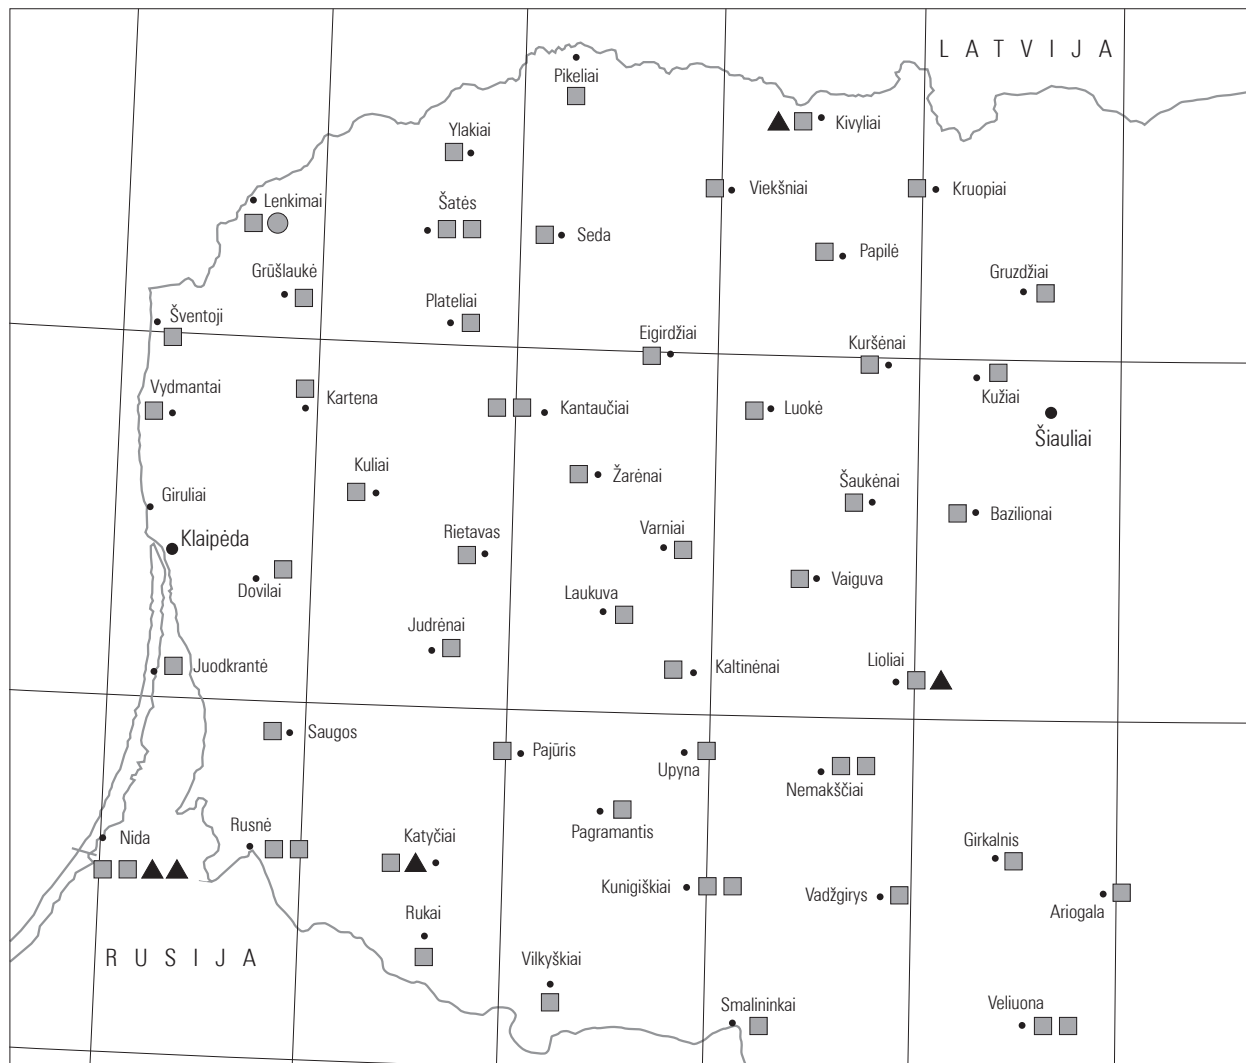 LATVIJA
Pikeliai
Kivyliai
Ylakiai
Viekšniai
Kruopiai
Lenkimai
Šatės
Seda
Papilė
Grūšlaukė
Gruzdžiai
Plateliai
Šventoji
Eigirdžiai
Kuršėnai
Kužiai
Vydmantai
Kartena
Kantaučiai
Luokė
Šiauliai
Kuliai
Žarėnai
Šaukėnai
Giruliai
Bazilionai
Klaipėda
Rietavas
Varniai
Dovilai
Laukuva
Vaiguva
Judrėnai
Juodkrantė
Kaltinėnai
Lioliai
Saugos
Pajūris
Upyna
Nemakščiai
Nida
Rusnė
Katyčiai
Pagramantis
Girkalnis
Kunigiškiai
Vadžgirys
Ariogala
Rukai
RUSIJA
Vilkyškiai
Smalininkai
Veliuona